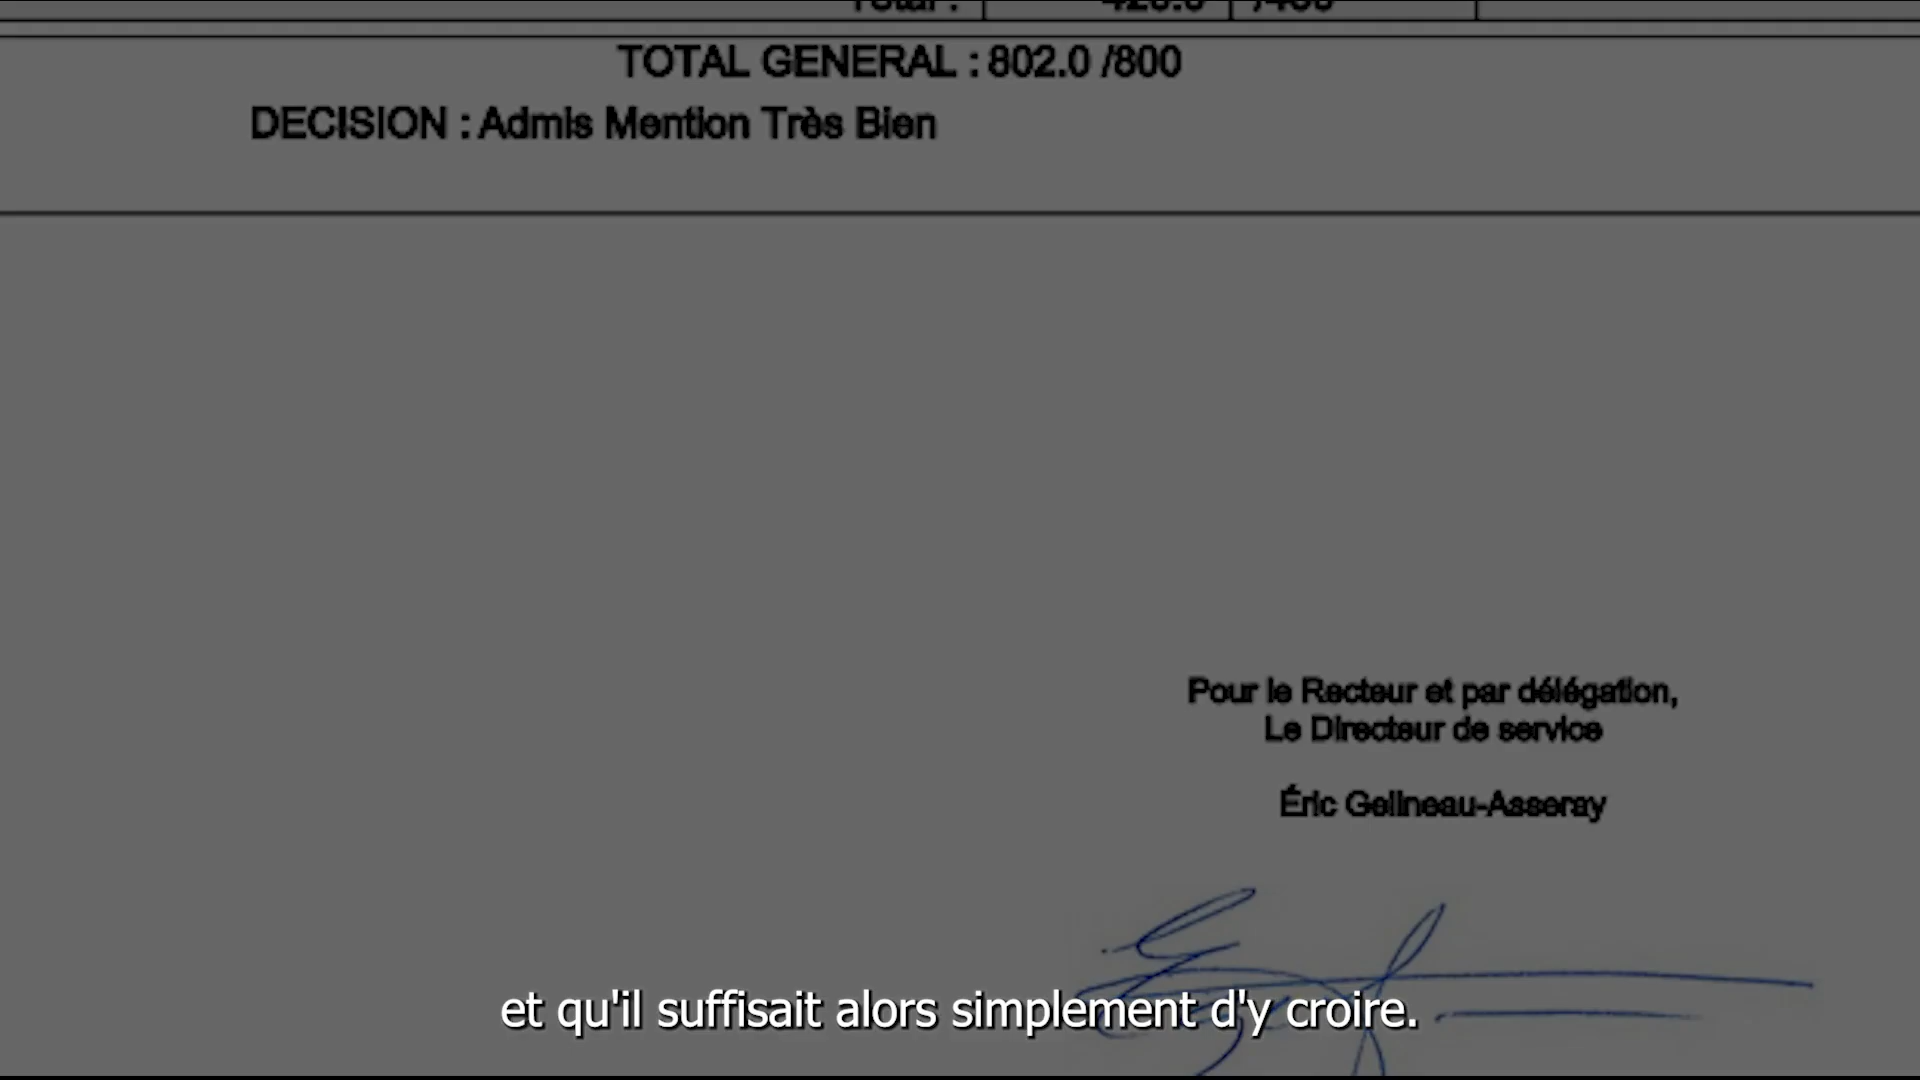 TOTAL GENERAL : 802.0 /800
DECISION : Admis Mention Très Bien
Pour le Recteur et par délégation,
Le Directeur de service
Éric Gelineau-Asseray
et qu'il suffisait alors simplement d'y croire.